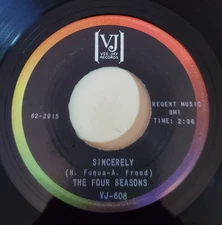 VJ
VEE-JAY
RECORDS
62-2915
REGENT MUSIC
BMI
TIME: 2:36
SINCERELY
(H. Fuqua-A. Freed)
THE FOUR SEASONS
VJ-608